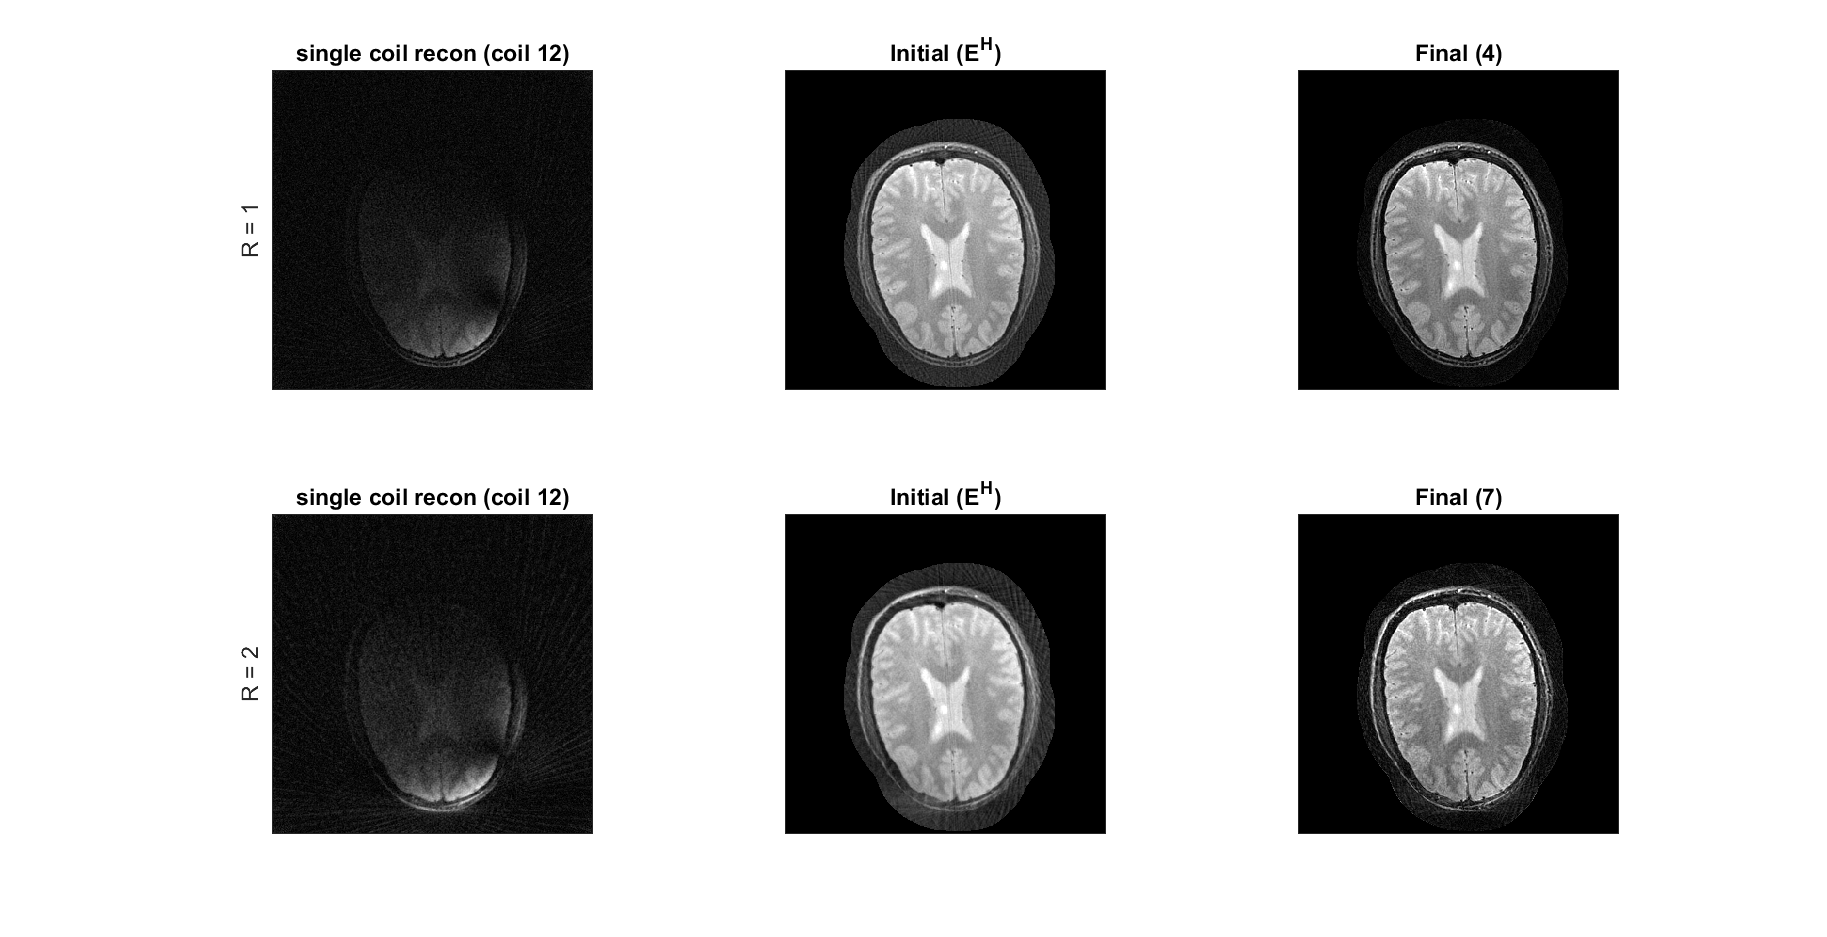 single coil recon (coil 12)
Initial (E^H)
Final (4)
R = 1
single coil recon (coil 12)
Initial (E^H)
Final (7)
R = 2